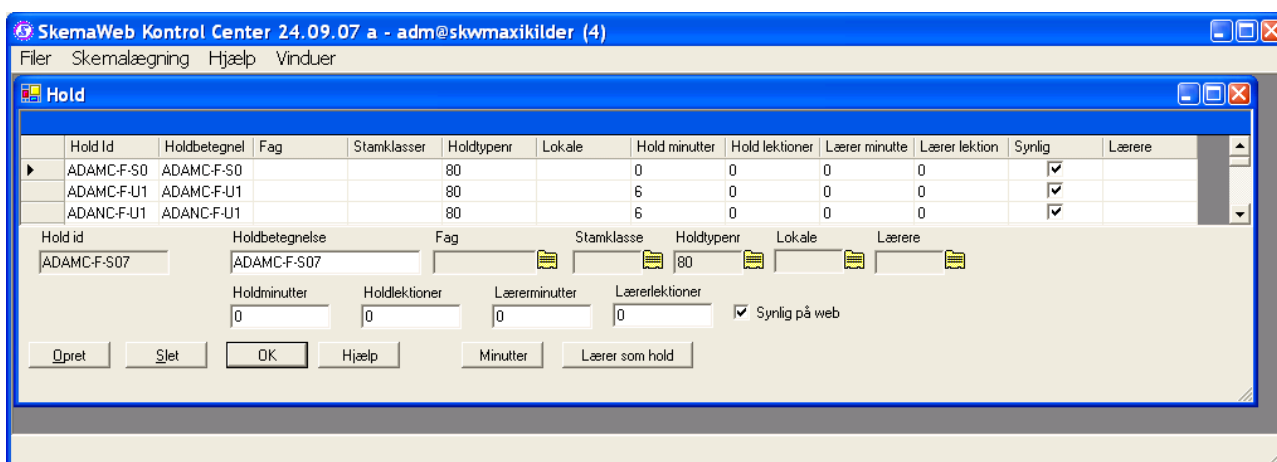 SkemaWeb Kontrol Center 24.09.07 a - adm@skwmaxikilder (4)
Filer Skemalægning Hjælp Vinduer
Hold
Hold Id Holdbetegnel Fag Stamklasser Holdtypenr Lokale Hold minutter Hold lektioner Lærer minutte Lærer lektion Synlig Lærere
ADAMC-F-S0 ADAMC-F-S0 80 0 0 0 0
ADAMC-F-U1 ADAMC-F-U1 80 6 0 0 0
ADANC-F-U1 ADANC-F-U1 80 6 0 0 0
Hold id Holdbetegnelse Fag Stamklasse Holdtypenr Lokale Lærere
ADAMC-F-S07 ADAMC-F-S07 80
Holdminutter Holdlektioner Lærerminutter Lærerlektioner
0 0 0 0 Synlig på web
Opret Slet OK Hjælp Minutter Lærer som hold